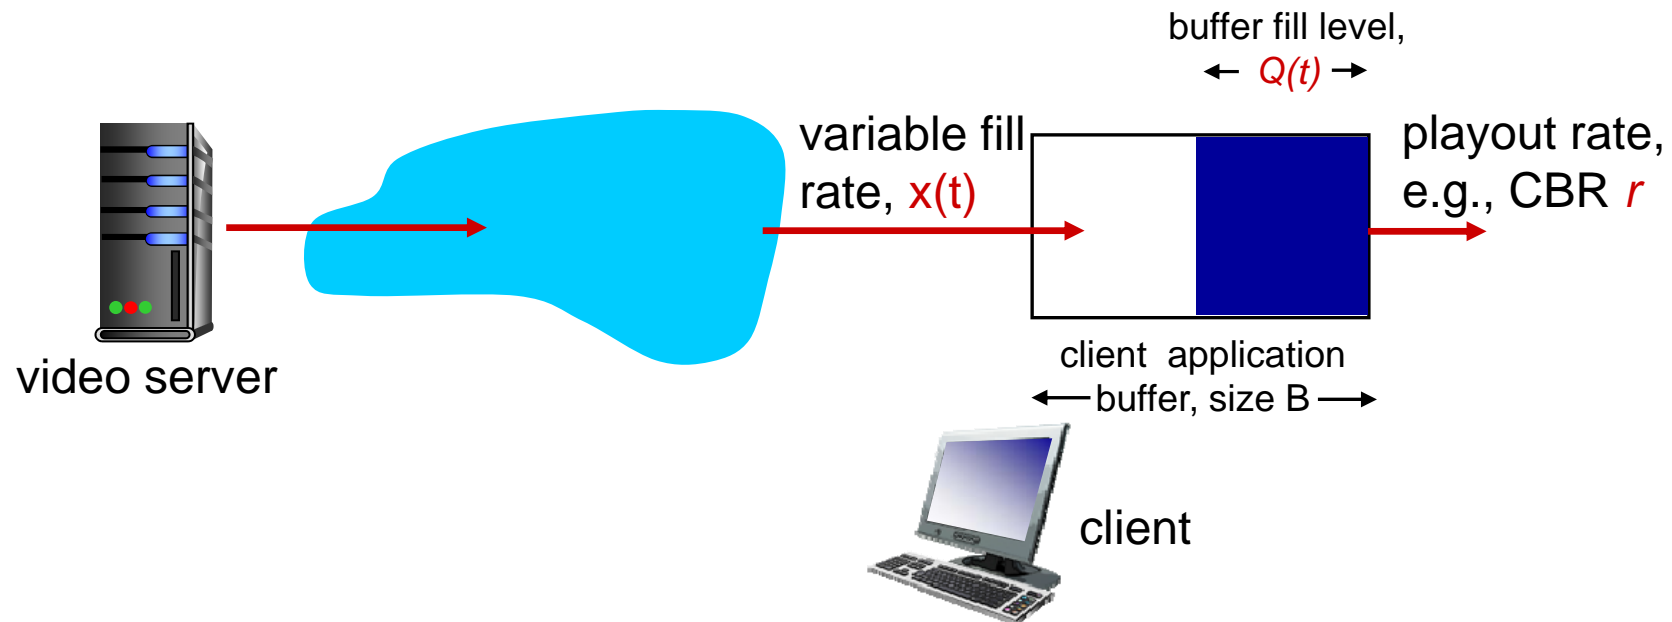 buffer fill level,
Q(t)
variable fill
rate, x(t)
playout rate,
e.g., CBR r
video server
client application
buffer, size B
client